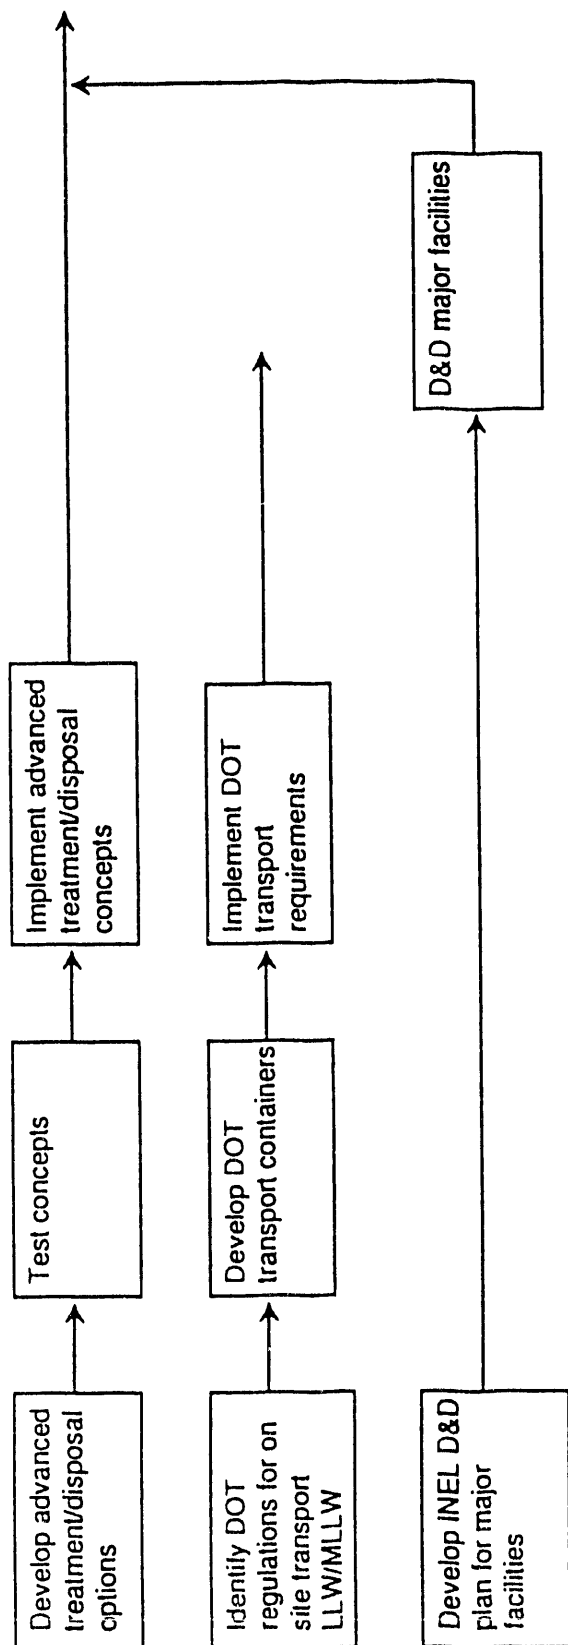 Develop advanced
treatment/disposal
options
Test concepts
Implement advanced
treatment/disposal
concepts
Identify DOT
regulations for on
site transport
LLW/MLLW
Develop DOT
transport containers
Implement DOT
transport
requirements
Develop INEL D&D
plan for major
facilities
D&D major facilities